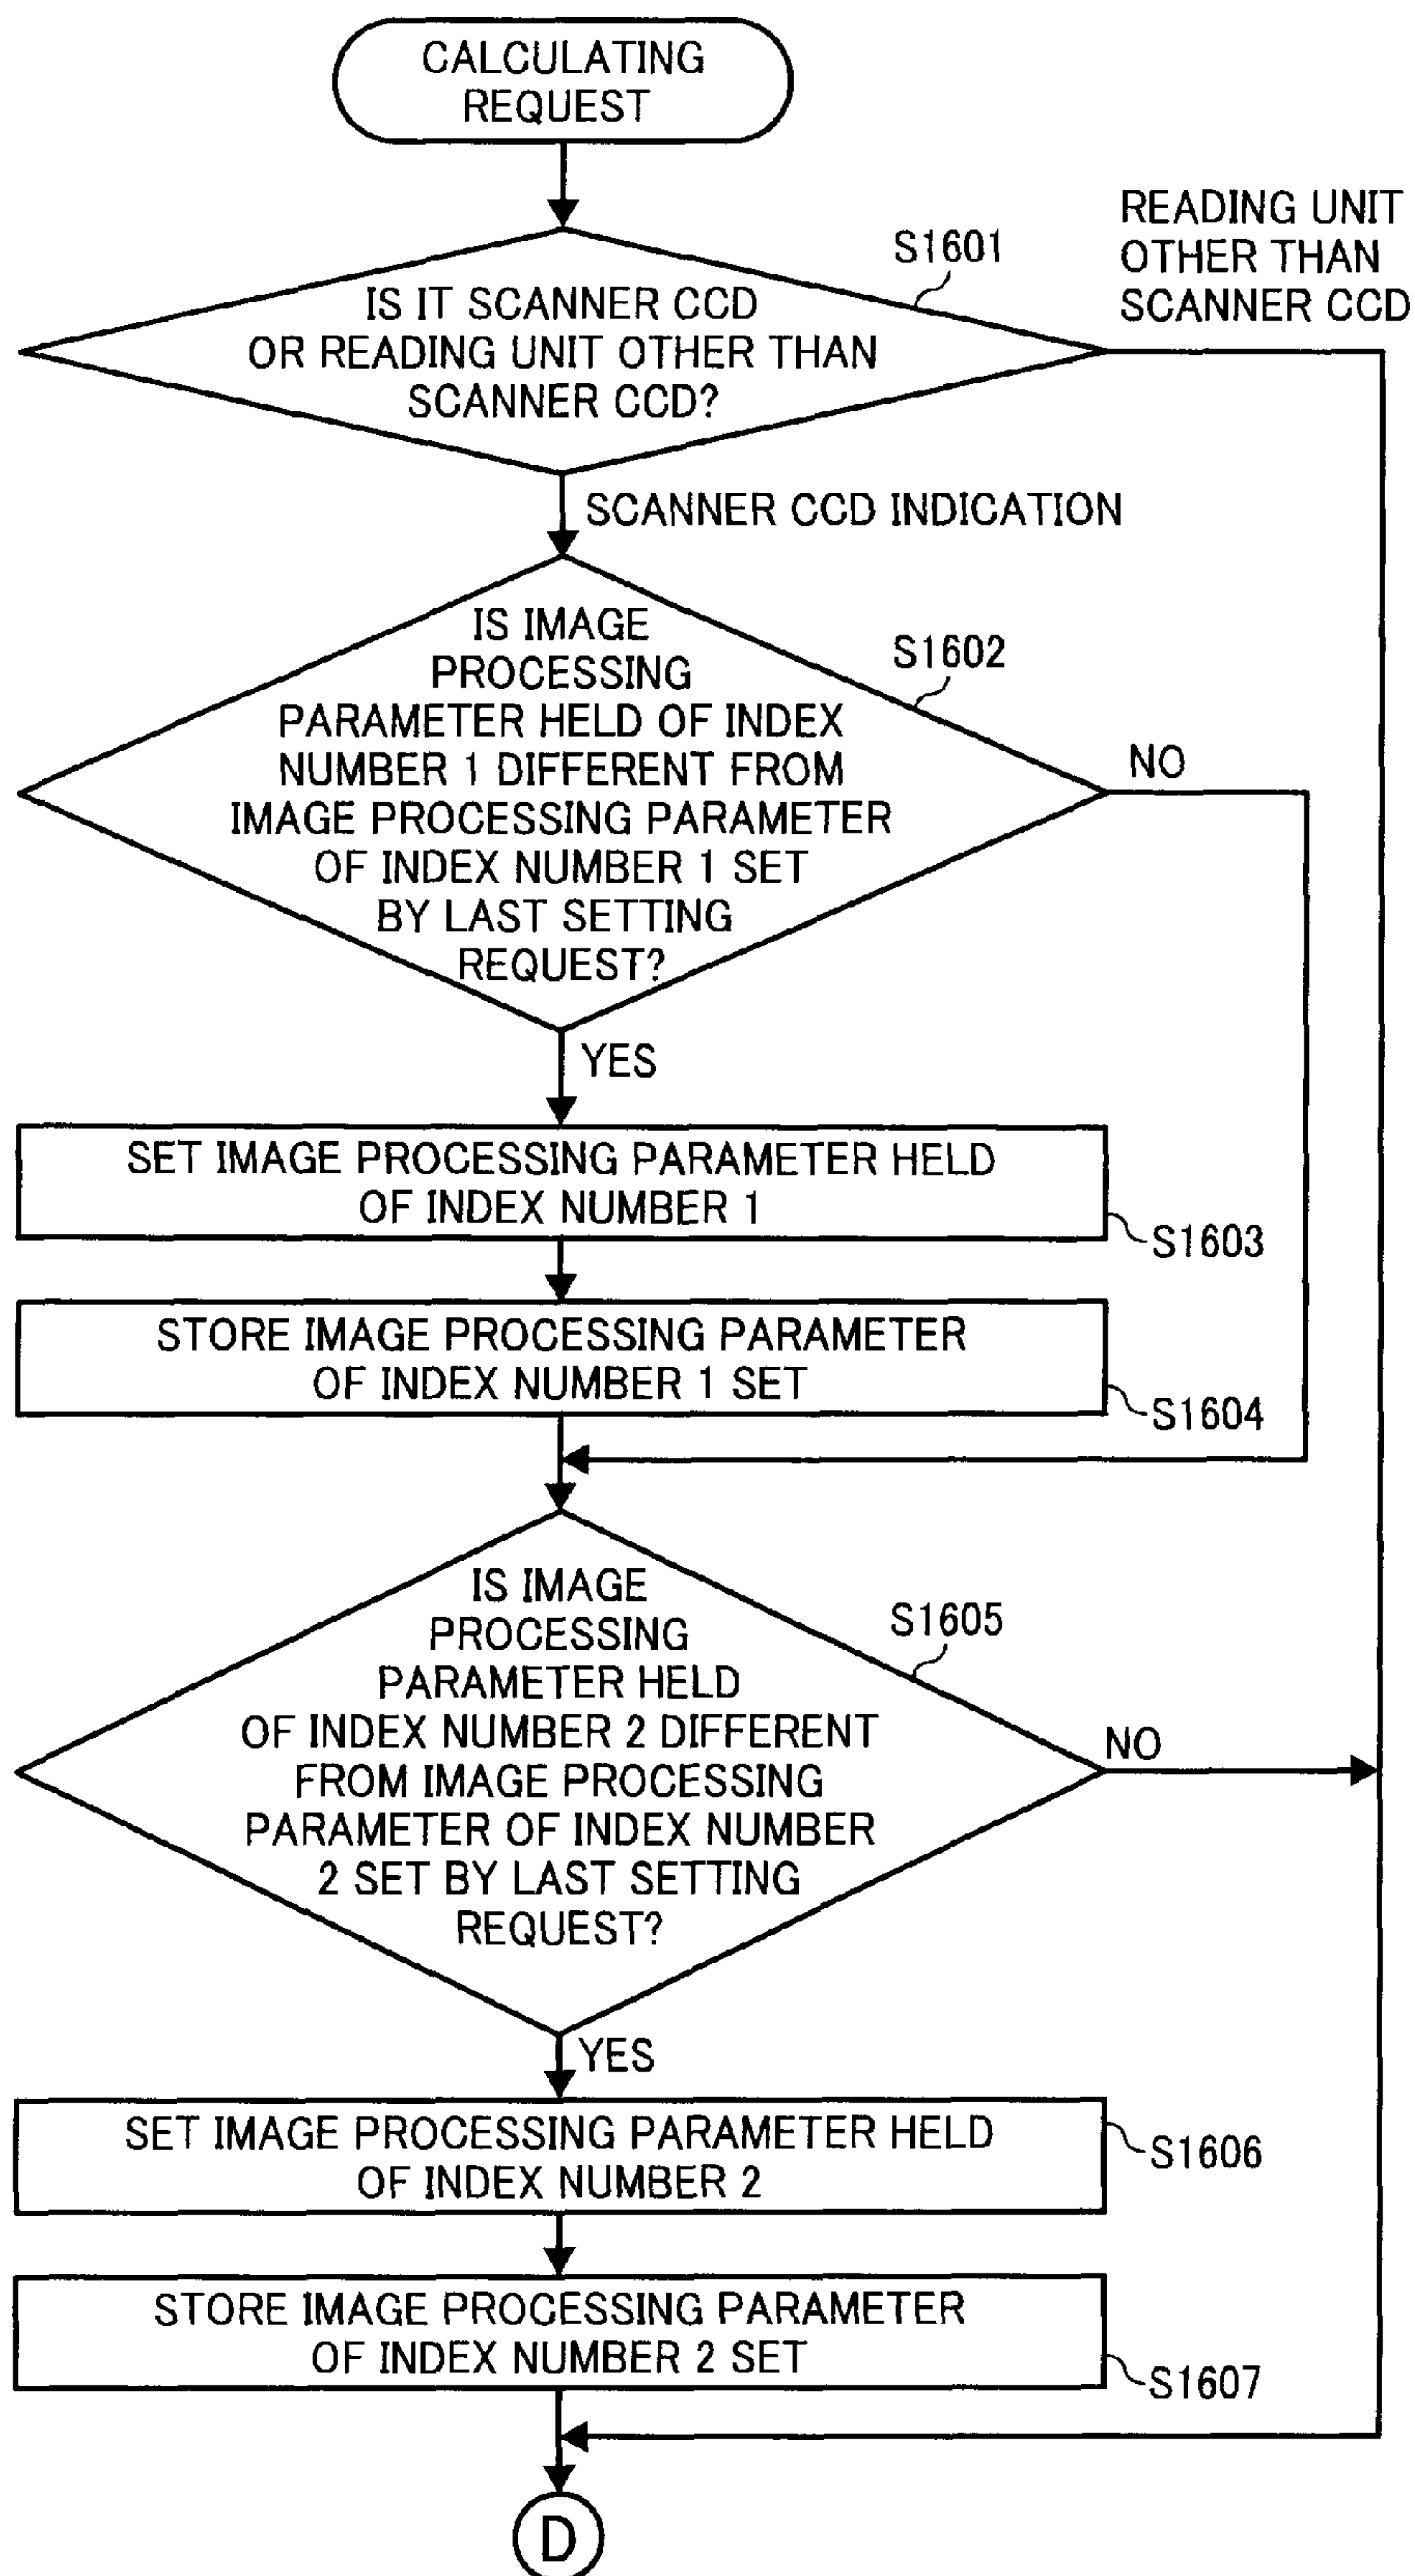 CALCULATING
REQUEST
READING UNIT
OTHER THAN
SCANNER CCD
S1601
IS IT SCANNER CCD
OR READING UNIT OTHER THAN
SCANNER CCD?
SCANNER CCD INDICATION
S1602
IS IMAGE
PROCESSING
PARAMETER HELD OF INDEX
NUMBER 1 DIFFERENT FROM
IMAGE PROCESSING PARAMETER
OF INDEX NUMBER 1 SET
BY LAST SETTING
REQUEST?
NO
YES
SET IMAGE PROCESSING PARAMETER HELD
OF INDEX NUMBER 1
S1603
STORE IMAGE PROCESSING PARAMETER
OF INDEX NUMBER 1 SET
S1604
S1605
IS IMAGE
PROCESSING
PARAMETER HELD
OF INDEX NUMBER 2 DIFFERENT
FROM IMAGE PROCESSING
PARAMETER OF INDEX NUMBER
2 SET BY LAST SETTING
REQUEST?
NO
YES
SET IMAGE PROCESSING PARAMETER HELD
OF INDEX NUMBER 2
S1606
STORE IMAGE PROCESSING PARAMETER
OF INDEX NUMBER 2 SET
S1607
D